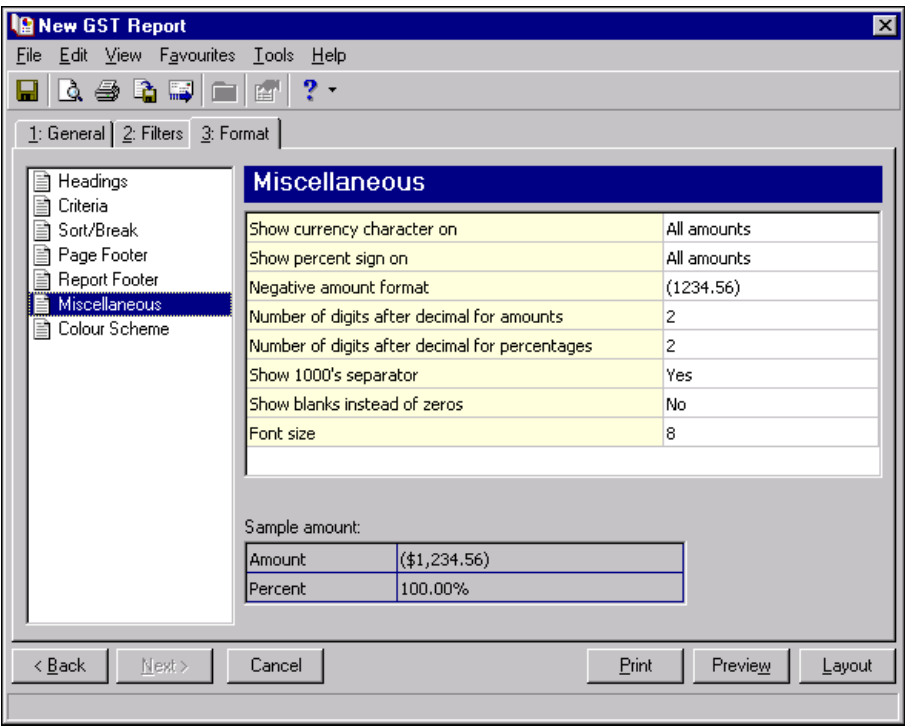 New GST Report
File Edit View Favourites Tools Help
?
1: General 2: Filters 3: Format
Headings
Criteria
Sort/Break
Page Footer
Report Footer
Miscellaneous
Colour Scheme
Miscellaneous
Show currency character on All amounts
Show percent sign on All amounts
Negative amount format (1234.56)
Number of digits after decimal for amounts 2
Number of digits after decimal for percentages 2
Show 1000's separator Yes
Show blanks instead of zeros No
Font size 8
Sample amount:
Amount ($1,234.56)
Percent 100.00%
< Back Next > Cancel Print Preview Layout